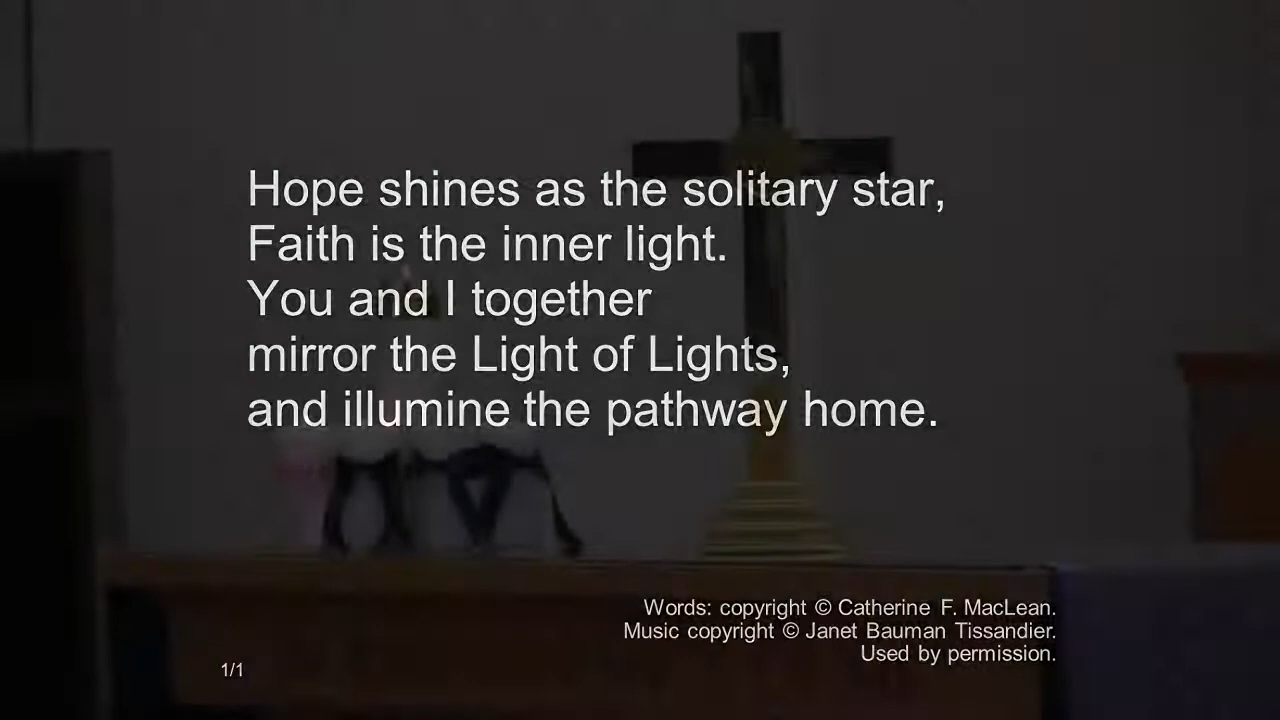 Hope shines as the solitary star,
Faith is the inner light.
You and I together
mirror the Light of Lights,
and illumine the pathway home.
Words: copyright © Catherine F. MacLean.
Music copyright © Janet Bauman Tissandier.
Used by permission.
1/1